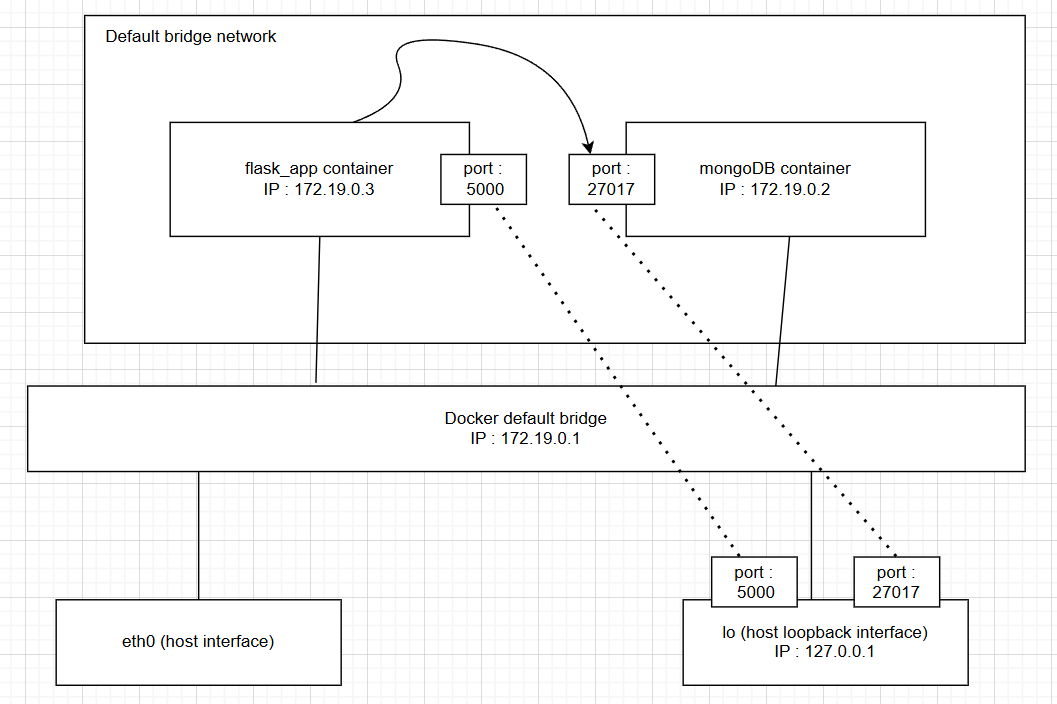 Default bridge network
flask_app container
IP : 172.19.0.3
port :
5000
port :
27017
mongoDB container
IP : 172.19.0.2
Docker default bridge
IP : 172.19.0.1
eth0 (host interface)
port :
5000
port :
27017
lo (host loopback interface)
IP : 127.0.0.1